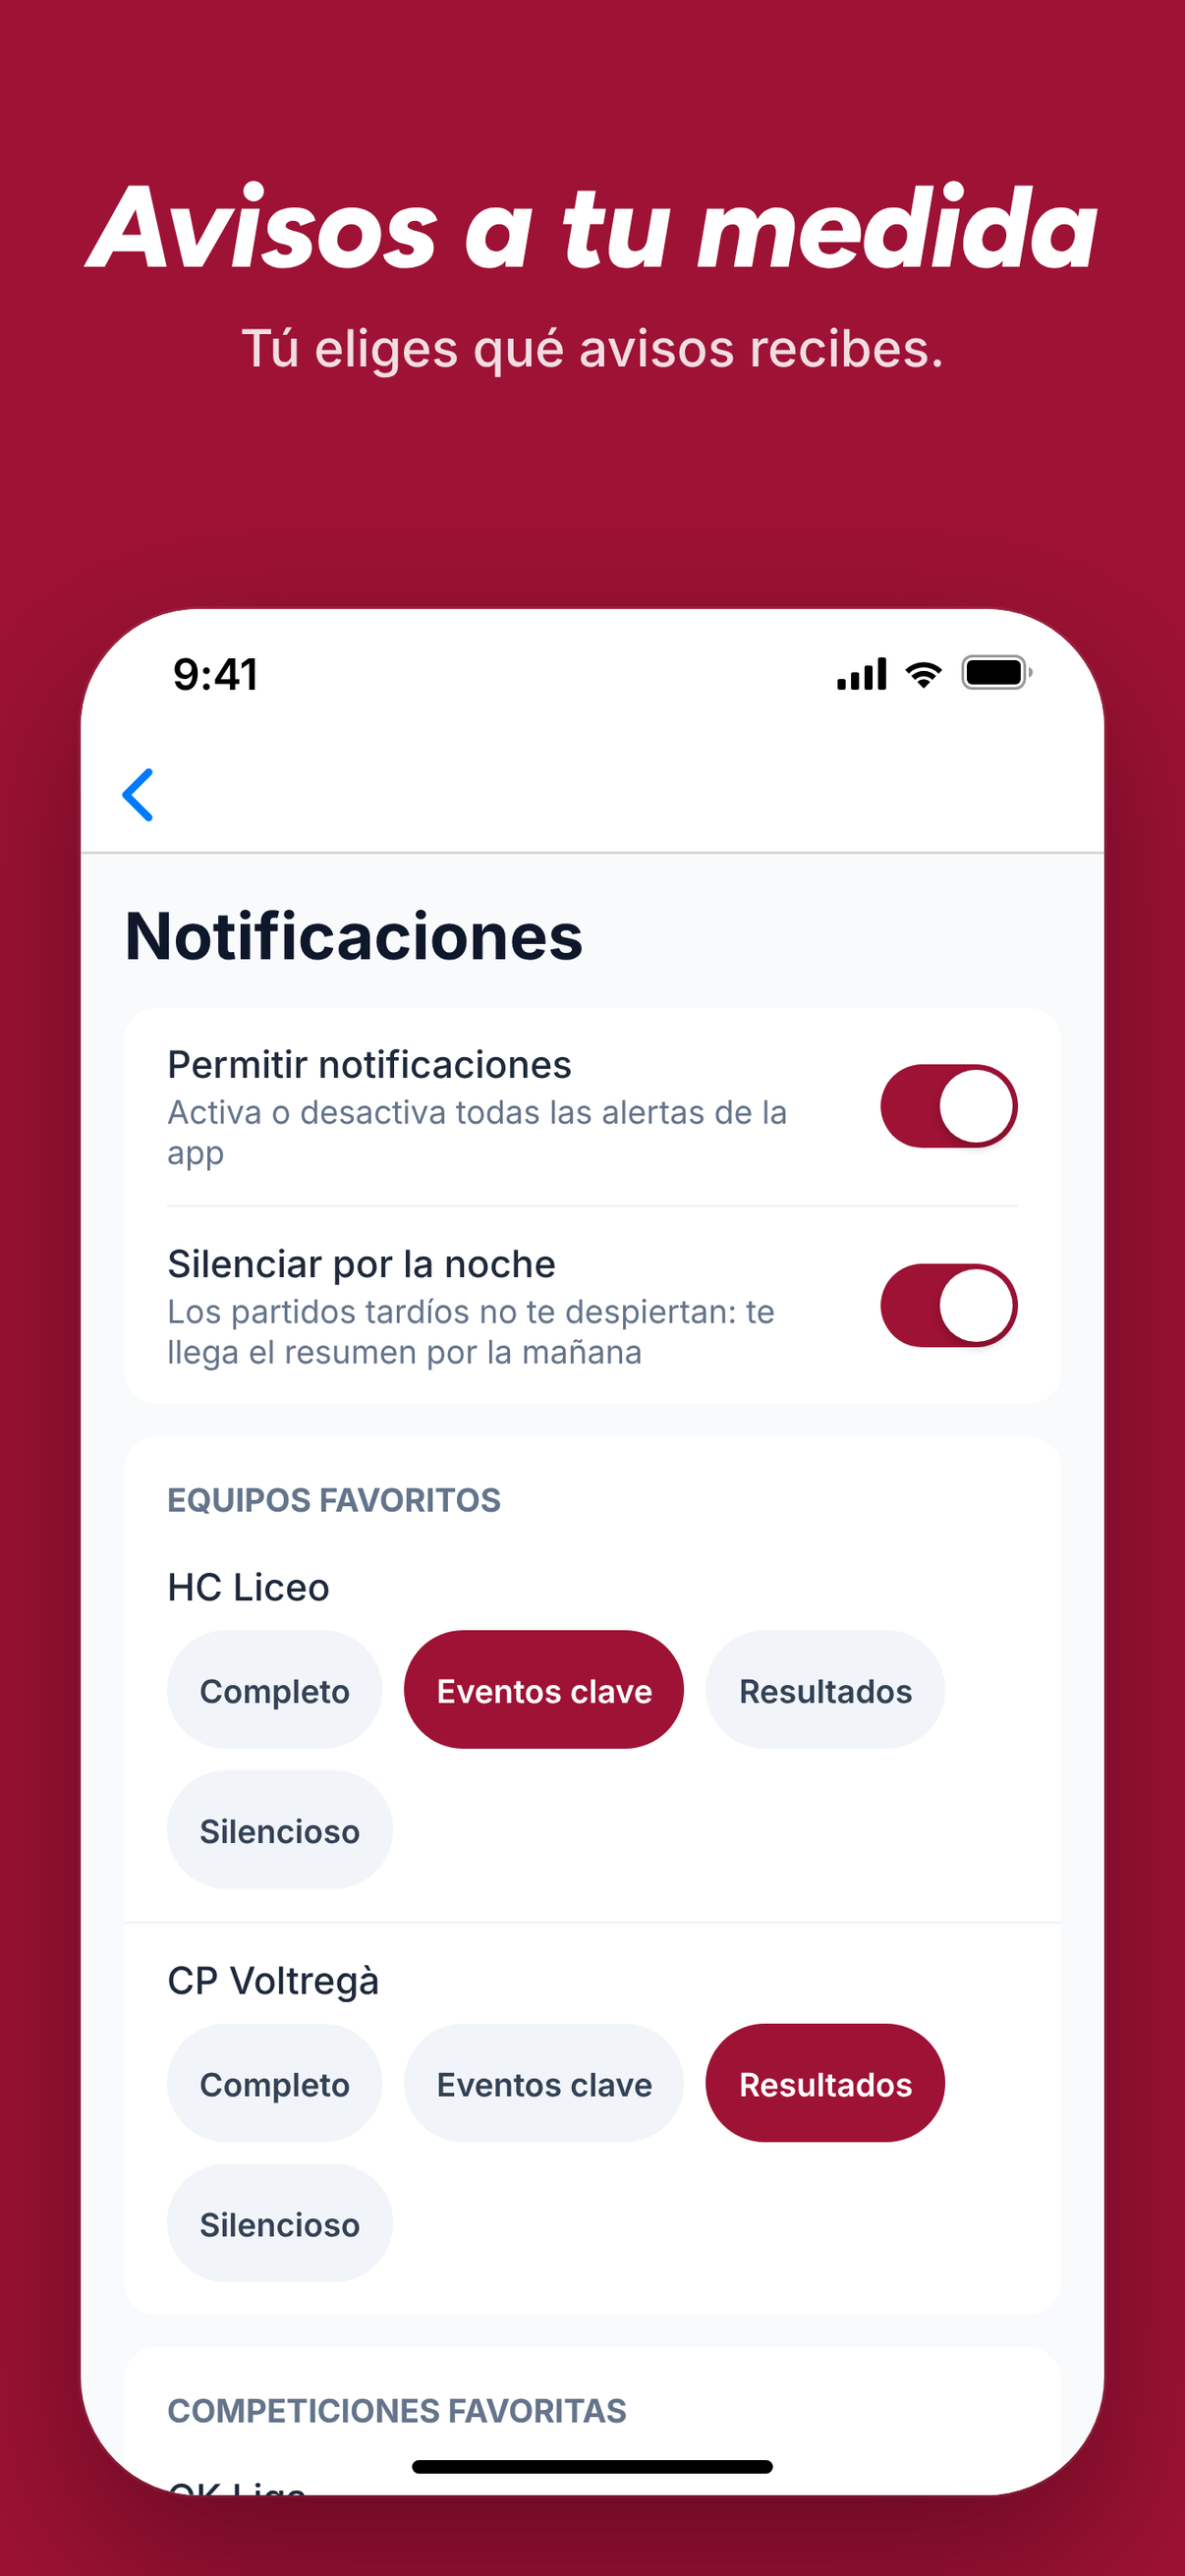 Avisos a tu medida
Tú eliges qué avisos recibes.
9:41
Notificaciones
Permitir notificaciones
Activa o desactiva todas las alertas de la
app
Silenciar por la noche
Los partidos tardíos no te despiertan: te
llega el resumen por la mañana
EQUIPOS FAVORITOS
HC Liceo
Completo
Eventos clave
Resultados
Silencioso
CP Voltregà
Completo
Eventos clave
Resultados
Silencioso
COMPETICIONES FAVORITAS
OK Liga